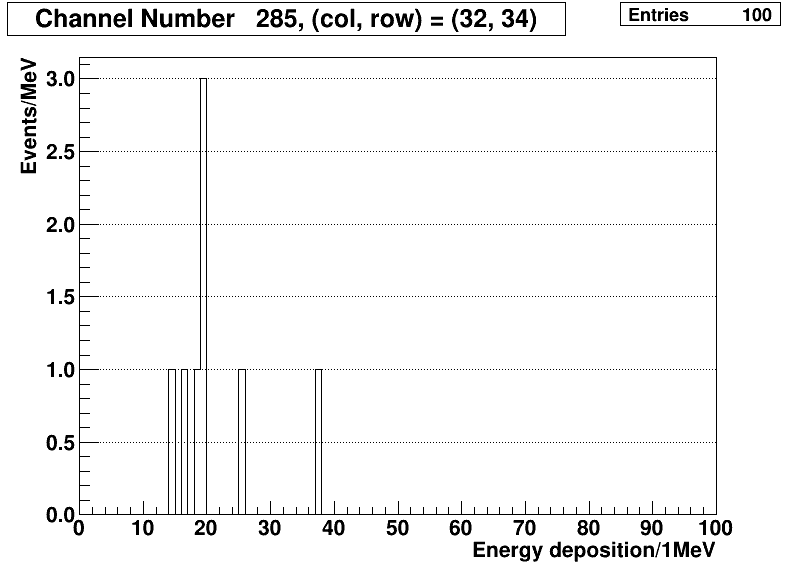 Channel Number 285, (col, row) = (32, 34)
Entries 100
Events/MeV
3.0
2.5
2.0
1.5
1.0
0.5
0.0
0 10 20 30 40 50 60 70 80 90 100
Energy deposition/1MeV